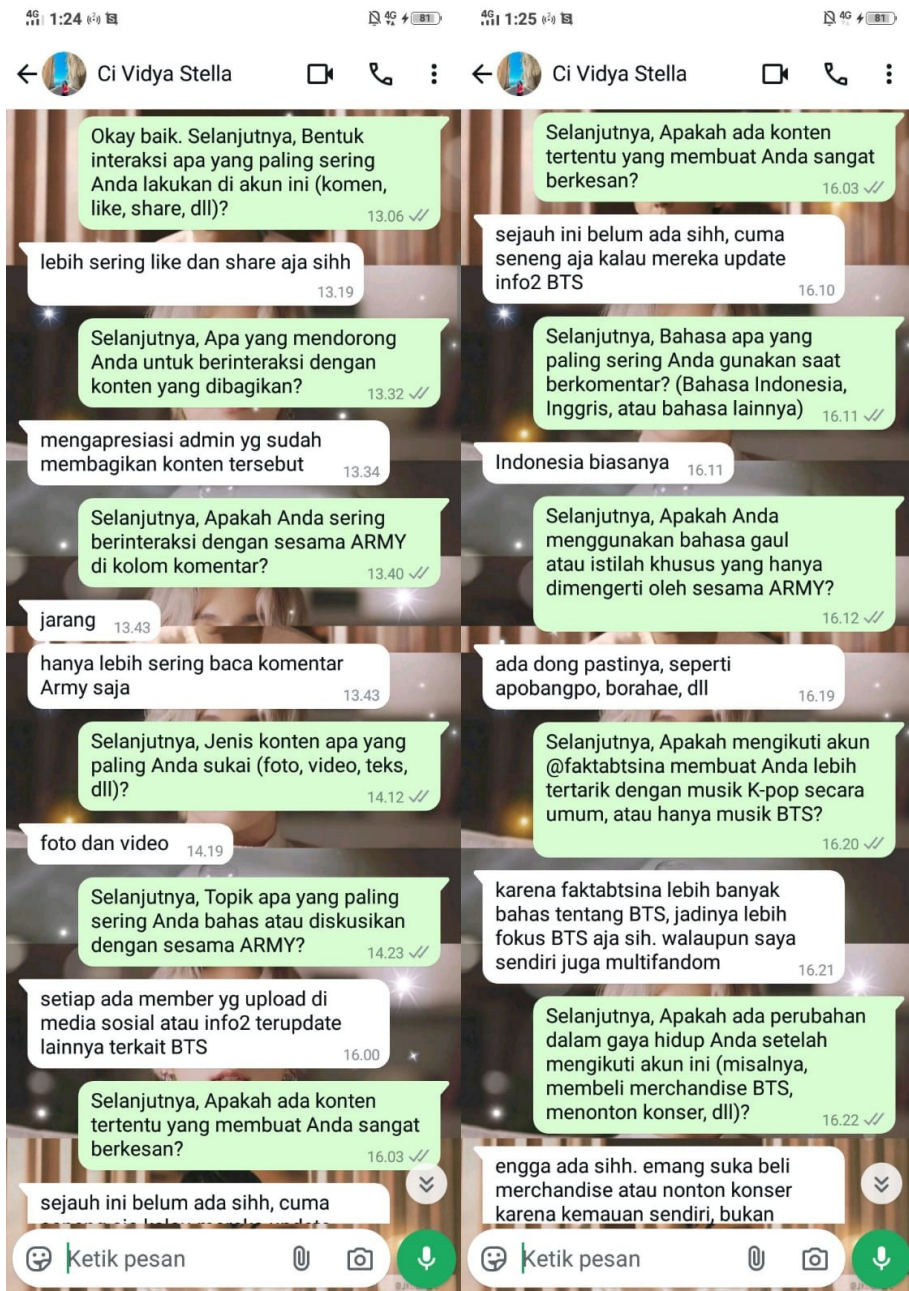 4G 1:24 4G 81
Ci Vidya Stella
Okay baik. Selanjutnya, Bentuk
interaksi apa yang paling sering
Anda lakukan di akun ini (komen,
like, share, dll)?
13.06
lebih sering like dan share aja sihh
13.19
Selanjutnya, Apa yang mendorong
Anda untuk berinteraksi dengan
konten yang dibagikan?
13.32
mengapresiasi admin yg sudah
membagikan konten tersebut
13.34
Selanjutnya, Apakah Anda sering
berinteraksi dengan sesama ARMY
di kolom komentar?
13.40
jarang 13.43
hanya lebih sering baca komentar
Army saja
13.43
Selanjutnya, Jenis konten apa yang
paling Anda sukai (foto, video, teks,
dll)?
14.12
foto dan video 14.19
Selanjutnya, Topik apa yang paling
sering Anda bahas atau diskusikan
dengan sesama ARMY?
14.23
setiap ada member yg upload di
media sosial atau info2 terupdate
lainnya terkait BTS
16.00
Selanjutnya, Apakah ada konten
tertentu yang membuat Anda sangat
berkesan?
16.03
sejauh ini belum ada sihh, cuma
Ketik pesan
4G 1:25 4G 81
Ci Vidya Stella
Selanjutnya, Apakah ada konten
tertentu yang membuat Anda sangat
berkesan?
16.03
sejauh ini belum ada sihh, cuma
seneng aja kalau mereka update
info2 BTS
16.10
Selanjutnya, Bahasa apa yang
paling sering Anda gunakan saat
berkomentar? (Bahasa Indonesia,
Inggris, atau bahasa lainnya)
16.11
Indonesia biasanya 16.11
Selanjutnya, Apakah Anda
menggunakan bahasa gaul
atau istilah khusus yang hanya
dimengerti oleh sesama ARMY?
16.12
ada dong pastinya, seperti
apobangpo, borahae, dll
16.19
Selanjutnya, Apakah mengikuti akun
@faktabtsina membuat Anda lebih
tertarik dengan musik K-pop secara
umum, atau hanya musik BTS?
16.20
karena faktabtsina lebih banyak
bahas tentang BTS, jadinya lebih
fokus BTS aja sih. walaupun saya
sendiri juga multifandom
16.21
Selanjutnya, Apakah ada perubahan
dalam gaya hidup Anda setelah
mengikuti akun ini (misalnya,
membeli merchandise BTS,
menonton konser, dll)?
16.22
engga ada sihh. emang suka beli
merchandise atau nonton konser
karena kemauan sendiri, bukan
Ketik pesan